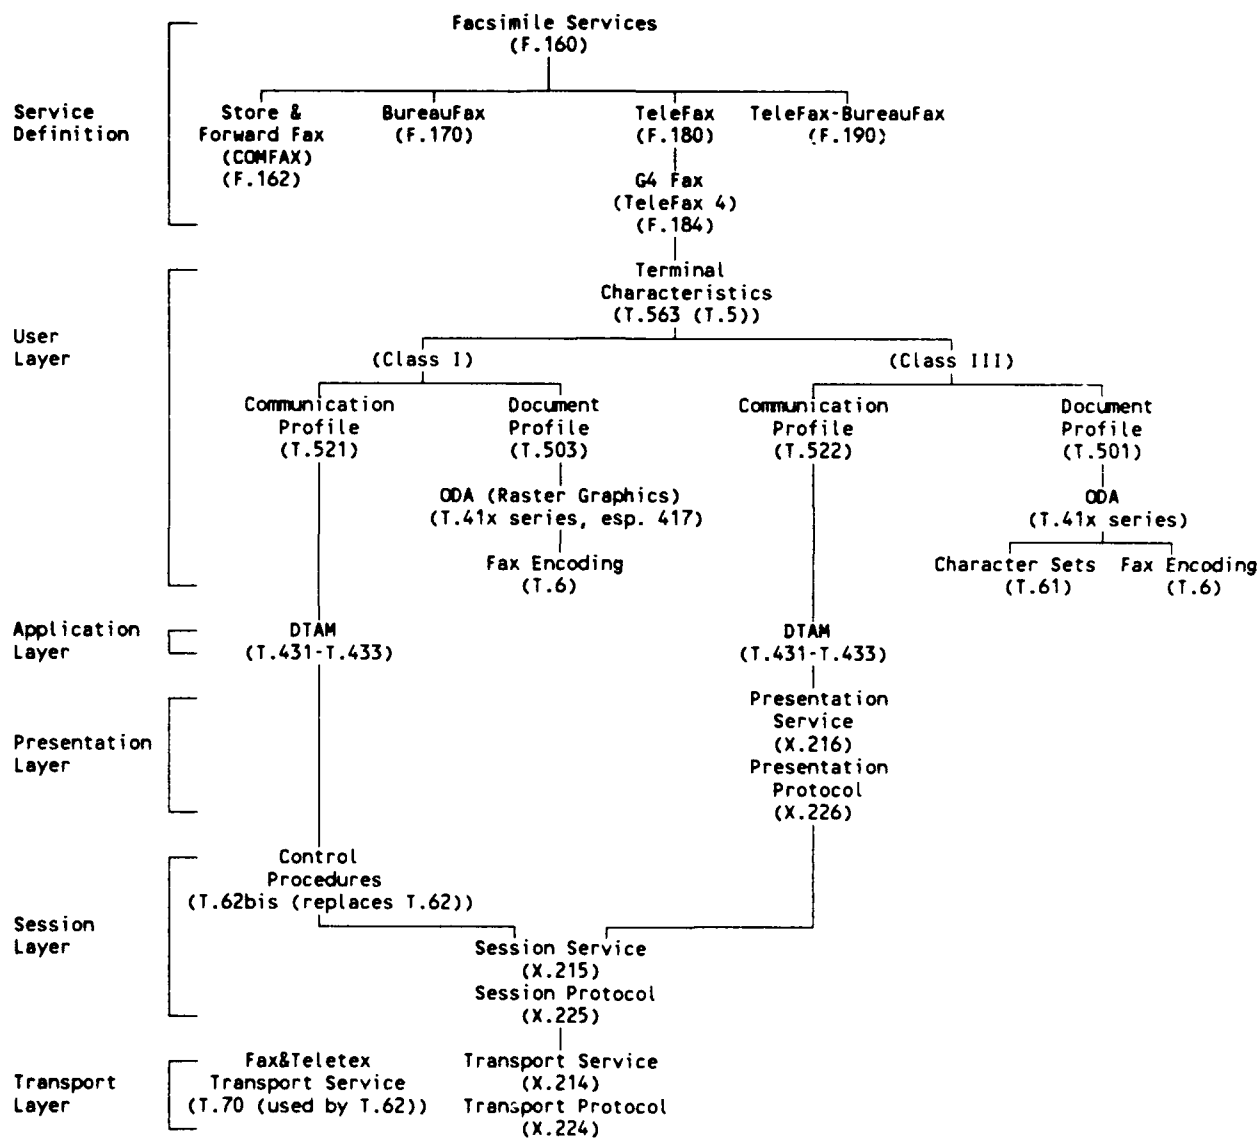 Facsimile Services
(F.160)
Service
Definition
Store &
Forward Fax
(COMFAX)
(F.162)
BureauFax
(F.170)
TeleFax
(F.180)
TeleFax-BureauFax
(F.190)
G4 Fax
(TeleFax 4)
(F.184)
User
Layer
Terminal
Characteristics
(T.563 (T.5))
(Class I)
(Class III)
Communication
Profile
(T.521)
Document
Profile
(T.503)
Communication
Profile
(T.522)
Document
Profile
(T.501)
ODA (Raster Graphics)
(T.41x series, esp. 417)
Fax Encoding
(T.6)
ODA
(T.41x series)
Character Sets
(T.61)
Fax Encoding
(T.6)
Application
Layer
DTAM
(T.431-T.433)
DTAM
(T.431-T.433)
Presentation
Layer
Presentation
Service
(X.216)
Presentation
Protocol
(X.226)
Session
Layer
Control
Procedures
(T.62bis (replaces T.62))
Session Service
(X.215)
Session Protocol
(X.225)
Transport
Layer
Fax&Teletex
Transport Service
(T.70 (used by T.62))
Transport Service
(X.214)
Transport Protocol
(X.224)